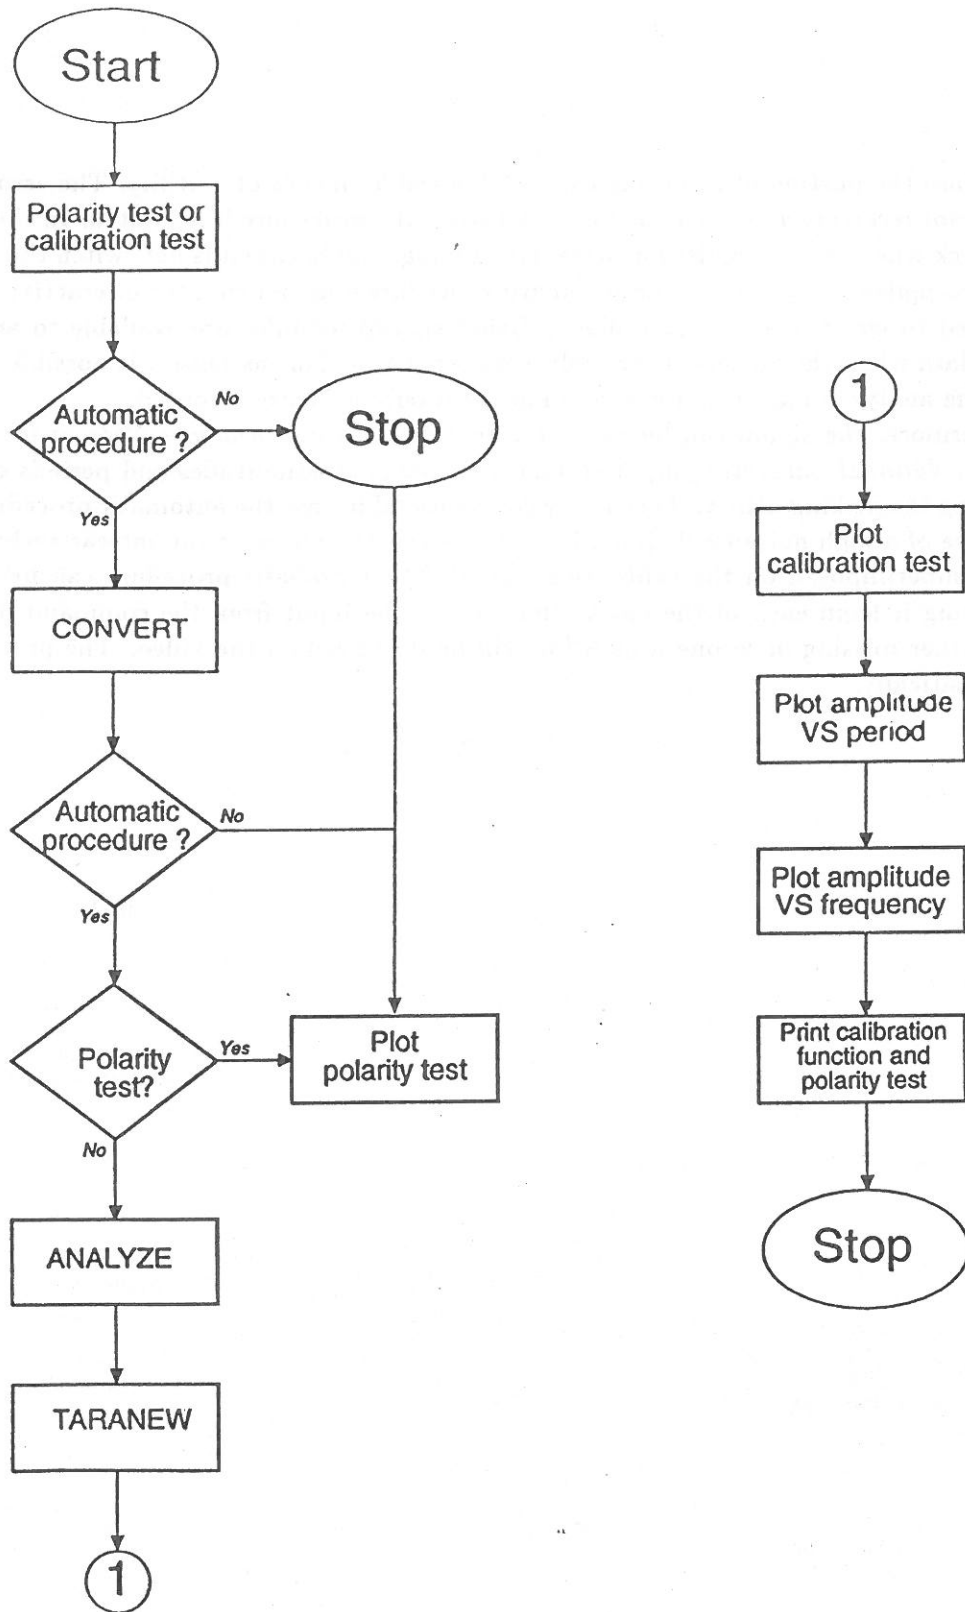 Start
Polarity test or
calibration test
Automatic
procedure ?
No
Stop
Yes
CONVERT
Automatic
procedure ?
No
Yes
Polarity
test?
Yes
Plot
polarity test
No
ANALYZE
TARANEW
1
1
Plot
calibration test
Plot amplitude
VS period
Plot amplitude
VS frequency
Print calibration
function and
polarity test
Stop